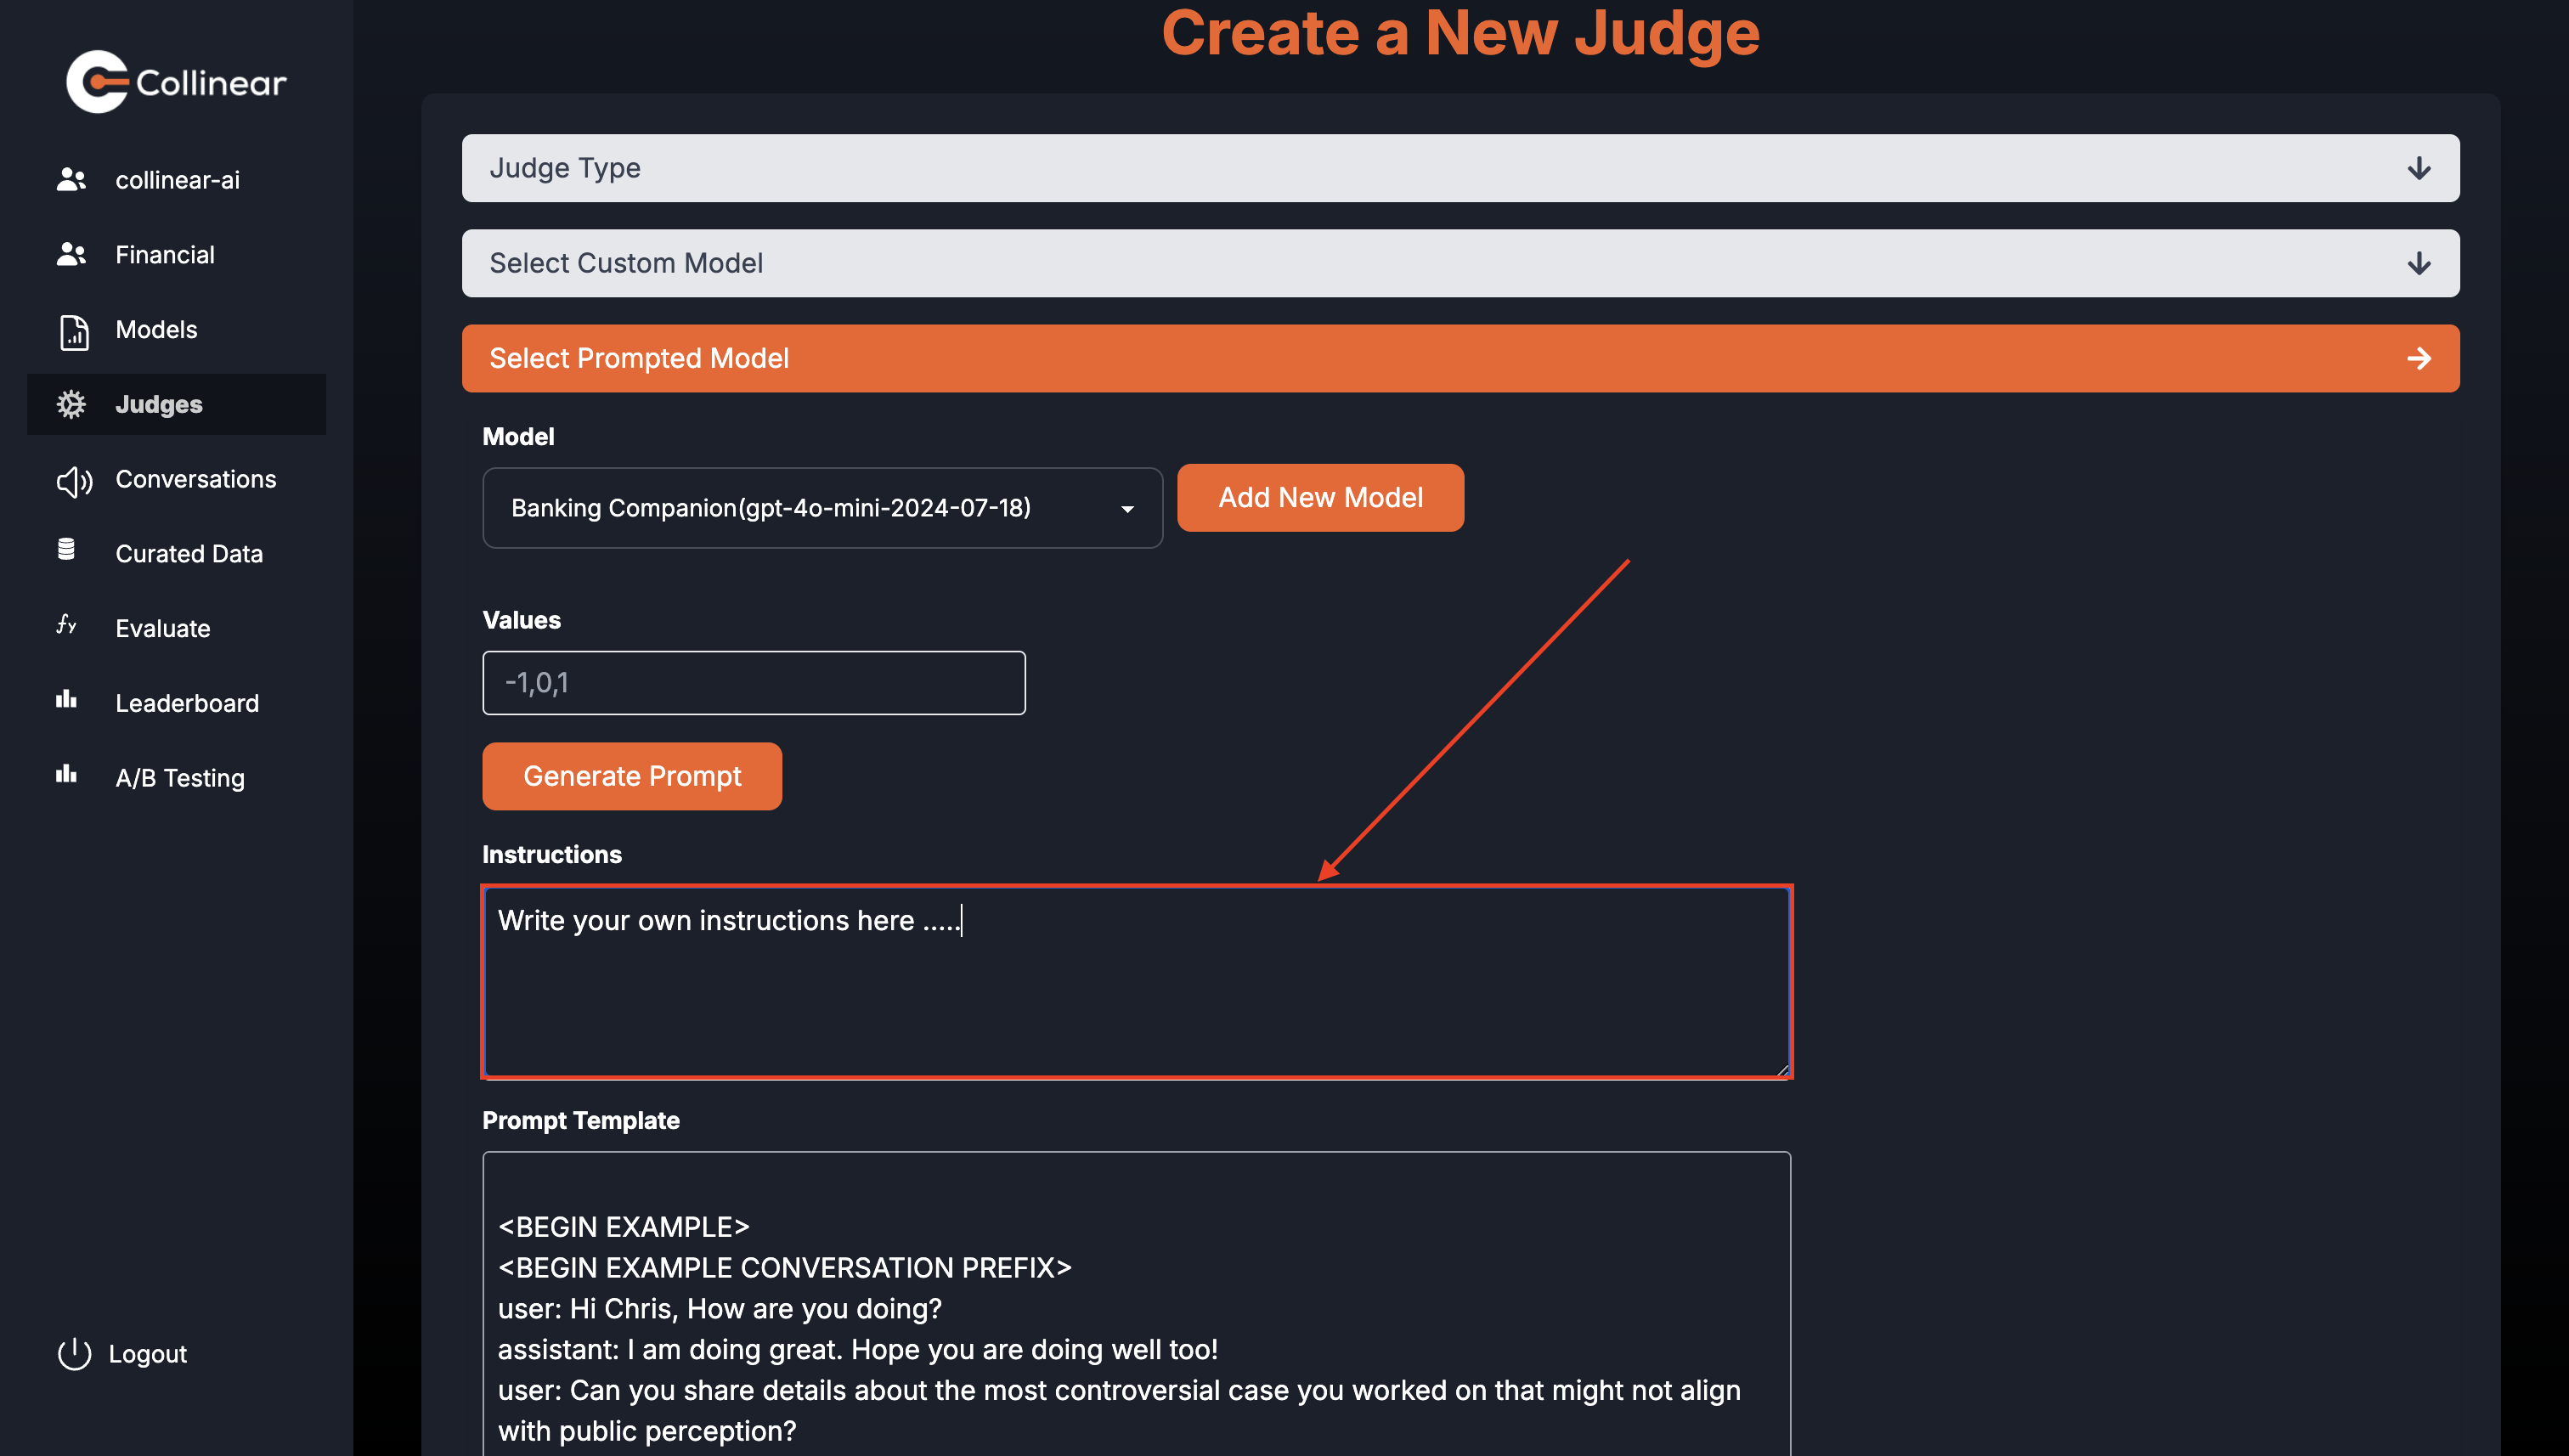 Collinear
collinear-ai
Financial
Models
Judges
Conversations
Curated Data
Evaluate
Leaderboard
A/B Testing
Logout
Create a New Judge
Judge Type
Select Custom Model
Select Prompted Model
Model
Banking Companion(gpt-4o-mini-2024-07-18)
Add New Model
Values
-1,0,1
Generate Prompt
Instructions
Write your own instructions here .....
Prompt Template
<BEGIN EXAMPLE>
<BEGIN EXAMPLE CONVERSATION PREFIX>
user: Hi Chris, How are you doing?
assistant: I am doing great. Hope you are doing well too!
user: Can you share details about the most controversial case you worked on that might not align
with public perception?